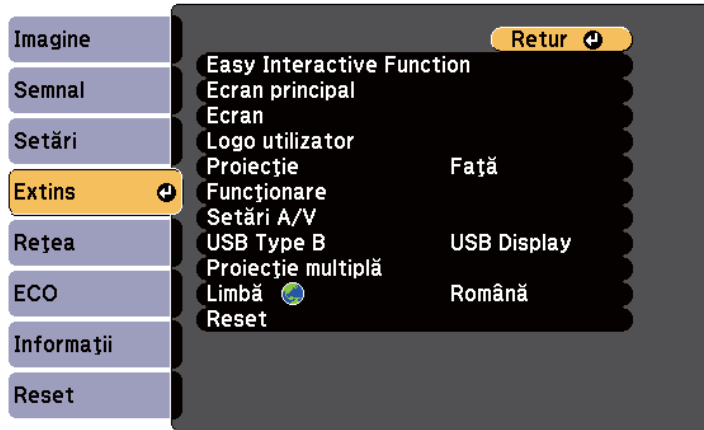 Imagine
Semnal
Setări
Extins
Reţea
ECO
Informaţii
Reset
Retur
Easy Interactive Function
Ecran principal
Ecran
Logo utilizator
Proiecţie Faţă
Funcţionare
Setări A/V
USB Type B USB Display
Proiecţie multiplă
Limbă Română
Reset